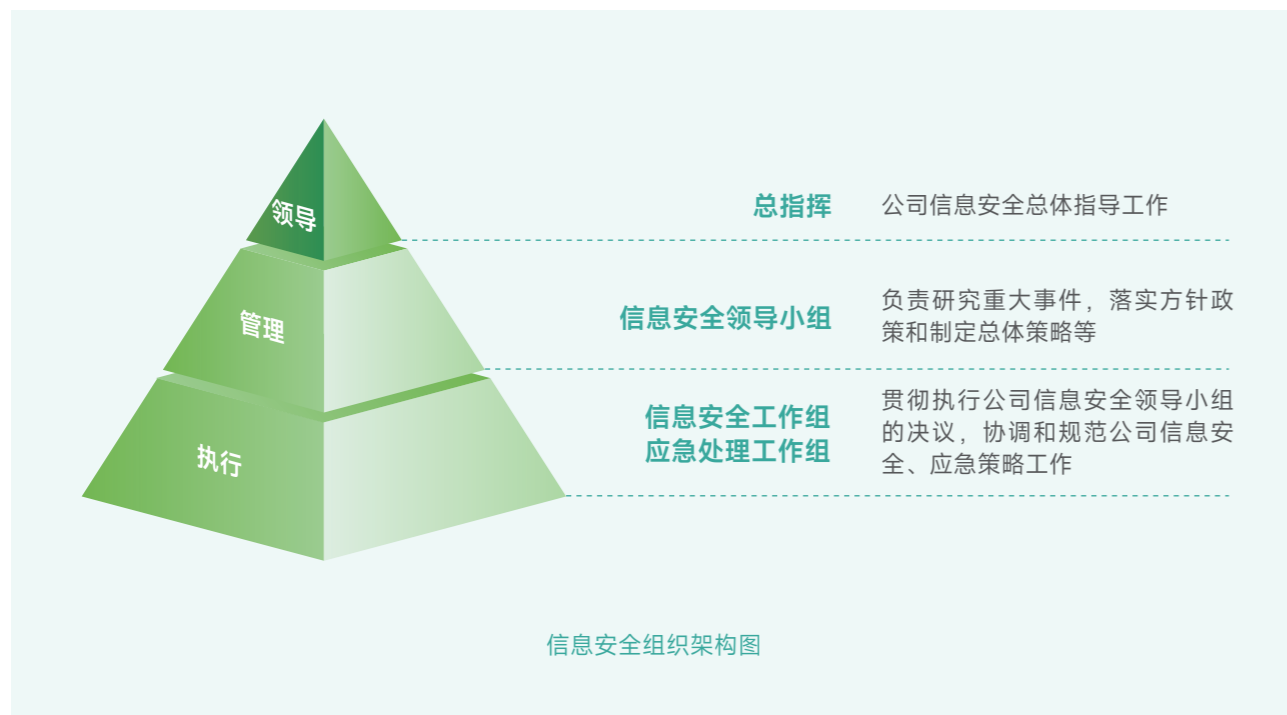 领导
总指挥
公司信息安全总体指导工作
管理
信息安全领导小组
负责研究重大事件，落实方针政
策和制定总体策略等
执行
信息安全工作组
应急处理工作组
贯彻执行公司信息安全领导小组
的决议，协调和规范公司信息安
全、应急策略工作
信息安全组织架构图